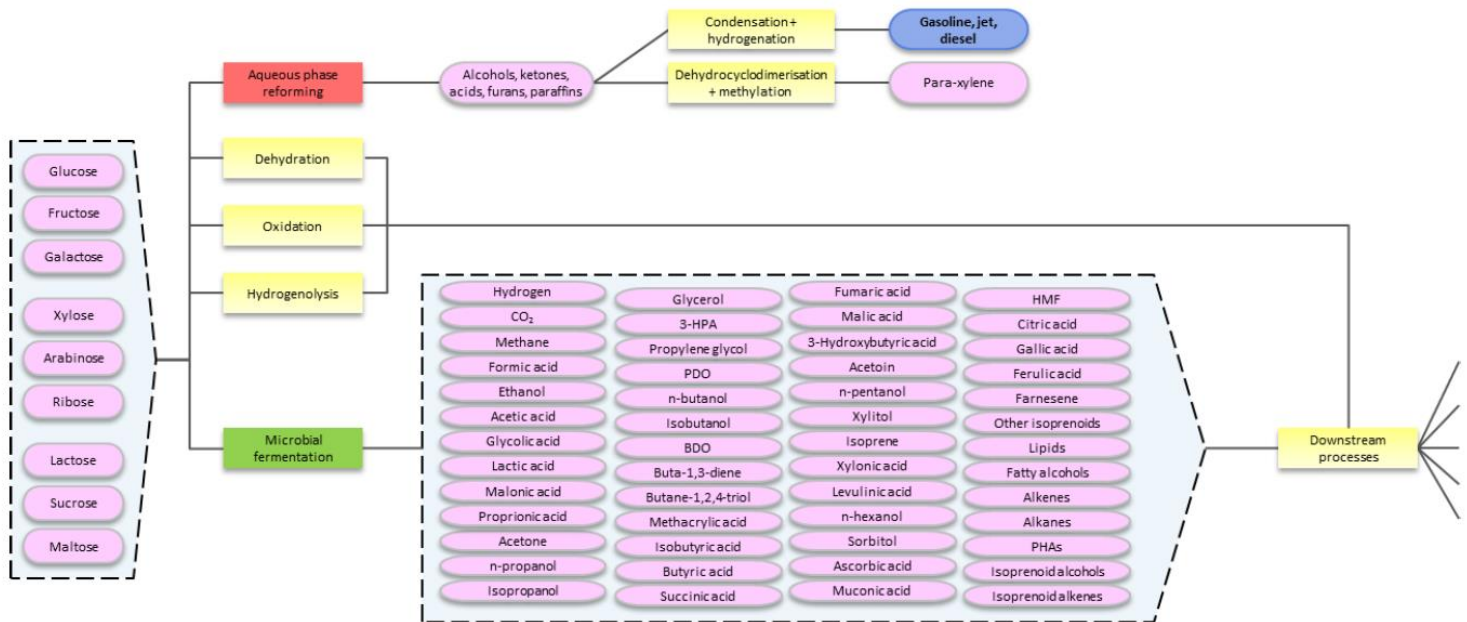 Condensation +
hydrogenation
Gasoline, jet,
diesel
Aqueous phase
reforming
Alcohols, ketones,
acids, furans, paraffins
Dehydrocyclodimerisation
+ methylation
Para-xylene
Glucose
Fructose
Galactose
Xylose
Arabinose
Ribose
Lactose
Sucrose
Maltose
Dehydration
Oxidation
Hydrogenolysis
Microbial
fermentation
Hydrogen
CO₂
Methane
Formic acid
Ethanol
Acetic acid
Glycolic acid
Lactic acid
Malonic acid
Proprionic acid
Acetone
n-propanol
Isopropanol
Glycerol
3-HPA
Propylene glycol
PDO
n-butanol
Isobutanol
BDO
Buta-1,3-diene
Butane-1,2,4-triol
Methacrylic acid
Isobutyric acid
Butyric acid
Succinic acid
Fumaric acid
Malic acid
3-Hydroxybutyric acid
Acetoin
n-pentanol
Xylitol
Isoprene
Xylonic acid
Levulinic acid
n-hexanol
Sorbitol
Ascorbic acid
Muconic acid
HMF
Citric acid
Gallic acid
Ferulic acid
Farnesene
Other isoprenoids
Lipids
Fatty alcohols
Alkenes
Alkanes
PHAs
Isoprenoid alcohols
Isoprenoid alkenes
Downstream
processes